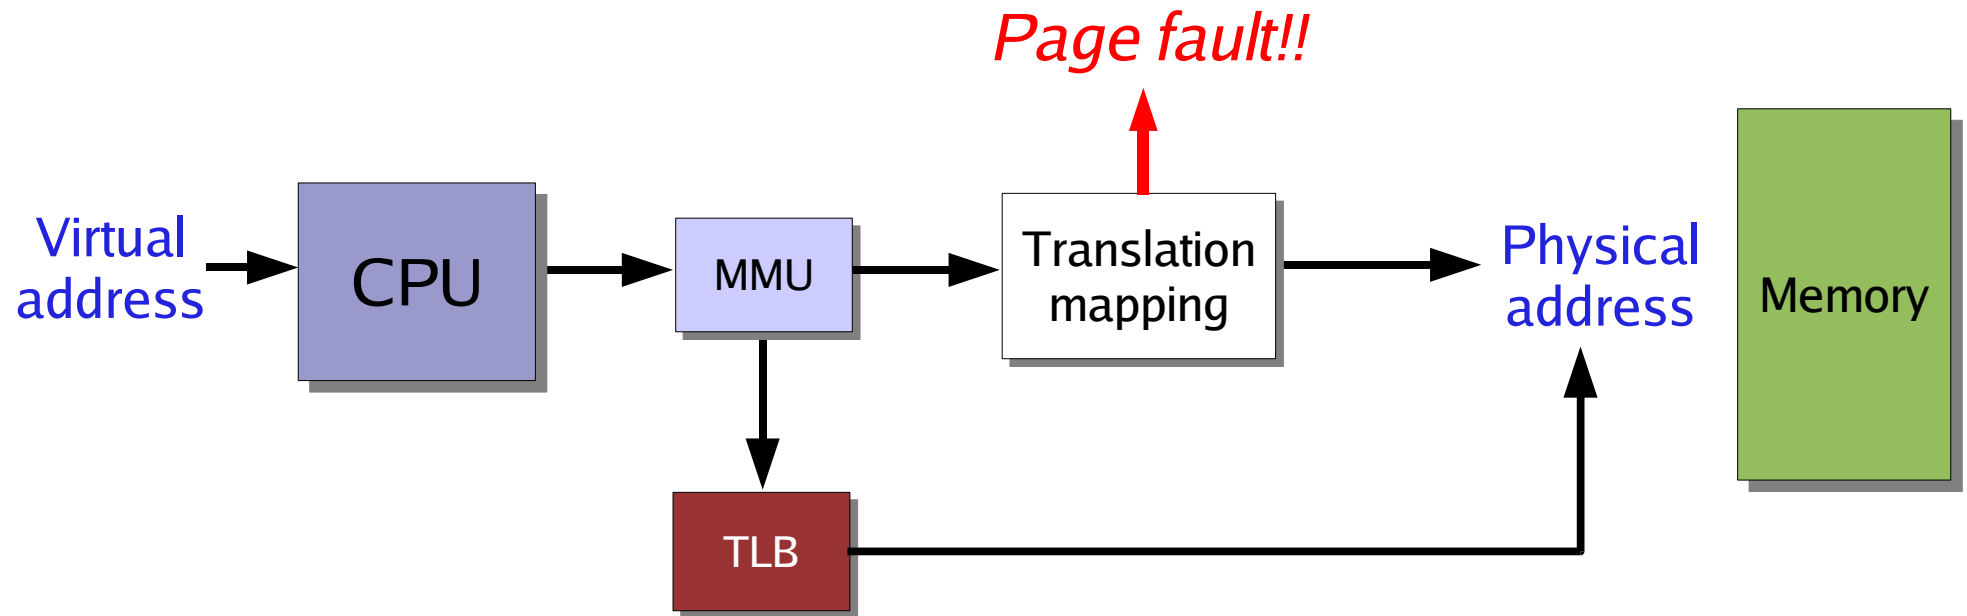 Page fault!!
Virtual
address
CPU
MMU
Translation
mapping
Physical
address
Memory
TLB